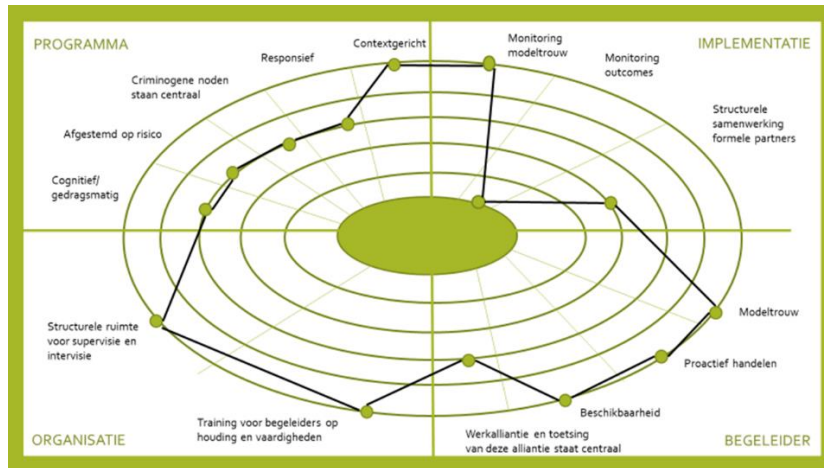 PROGRAMMA
Contextgericht
Responsief
Criminogene noden
staan centraal
Afgestemd op risico
Cognitief/
gedragsmatig
IMPLEMENTATIE
Monitoring
modeltrouw
Monitoring
outcomes
Structurele
samenwerking
formele partners
Structurele ruimte
voor supervisie en
intervisie
Training voor begeleiders op
houding en vaardigheden
ORGANISATIE
Modeltrouw
Proactief handelen
Beschikbaarheid
Werkalliantie en toetsing
van deze alliantie staat centraal
BEGELEIDER